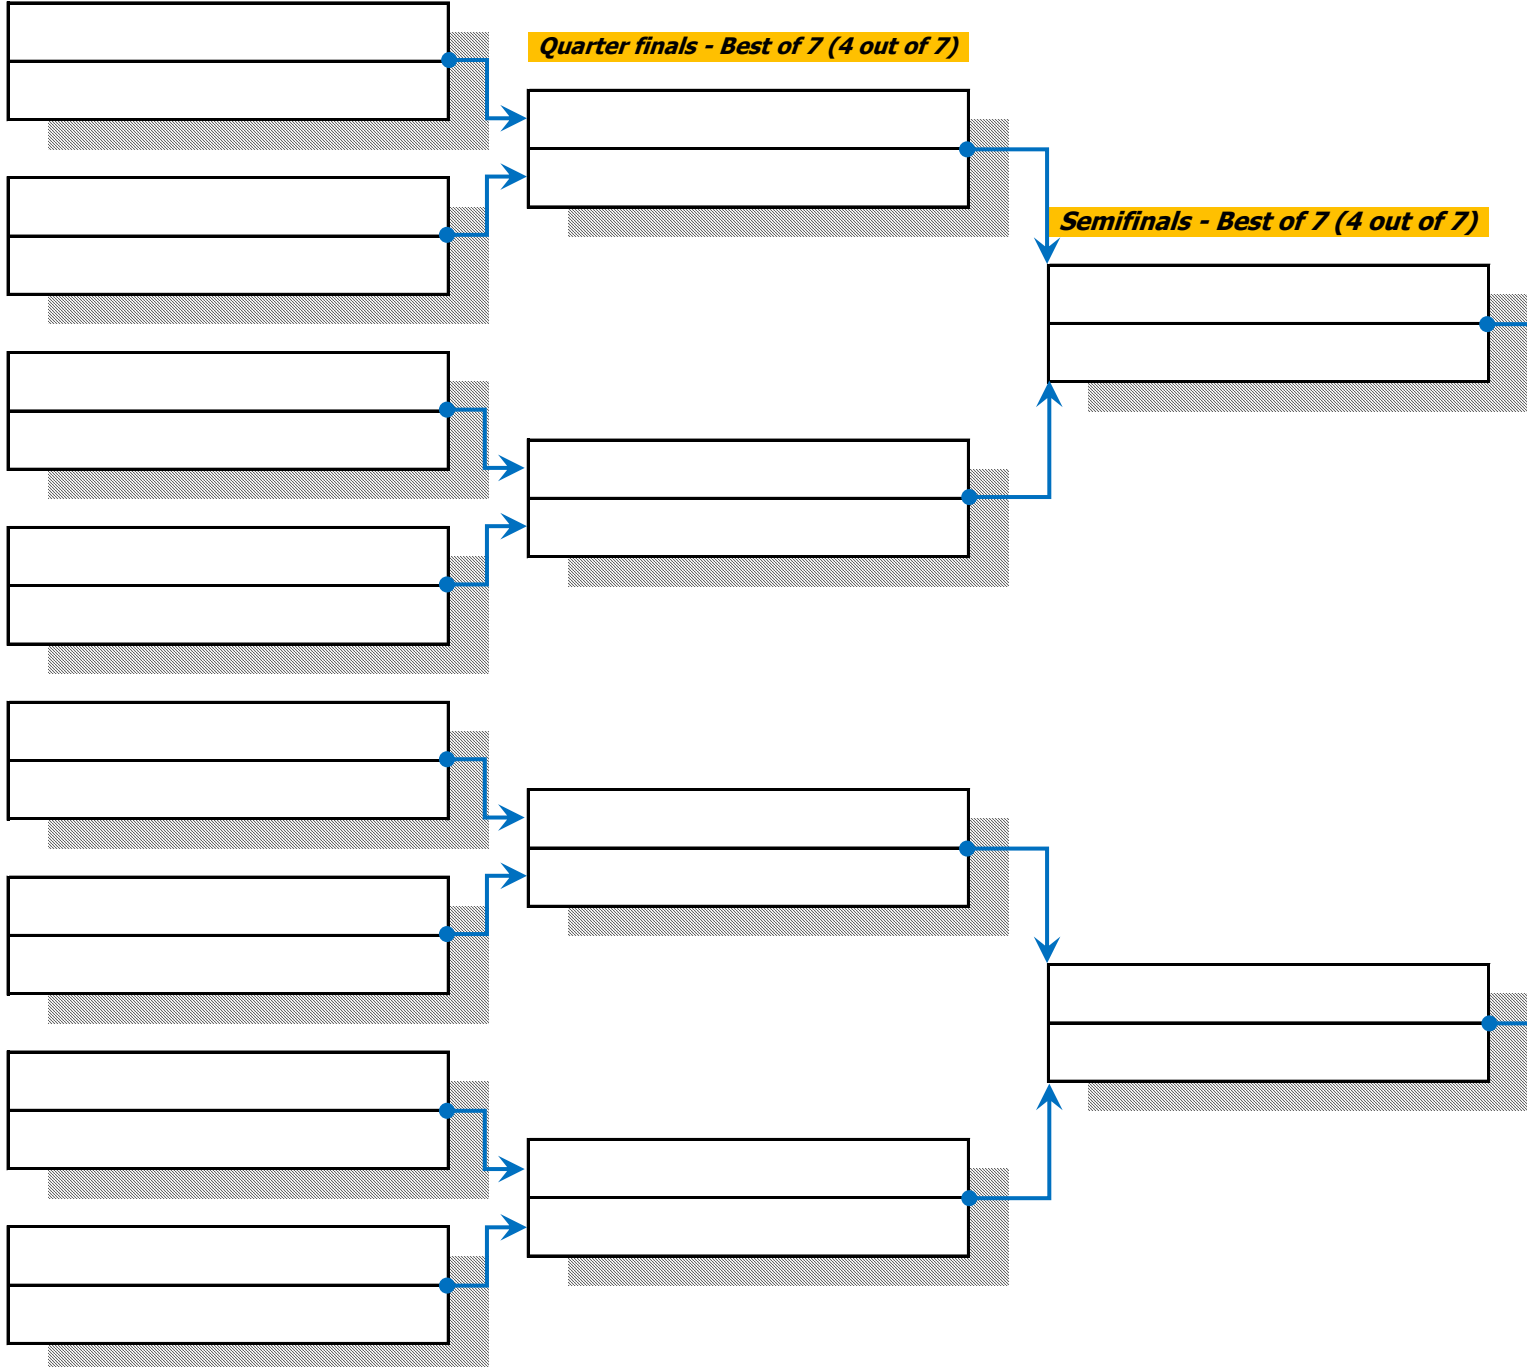 Quarter finals - Best of 7 (4 out of 7)
Semifinals - Best of 7 (4 out of 7)